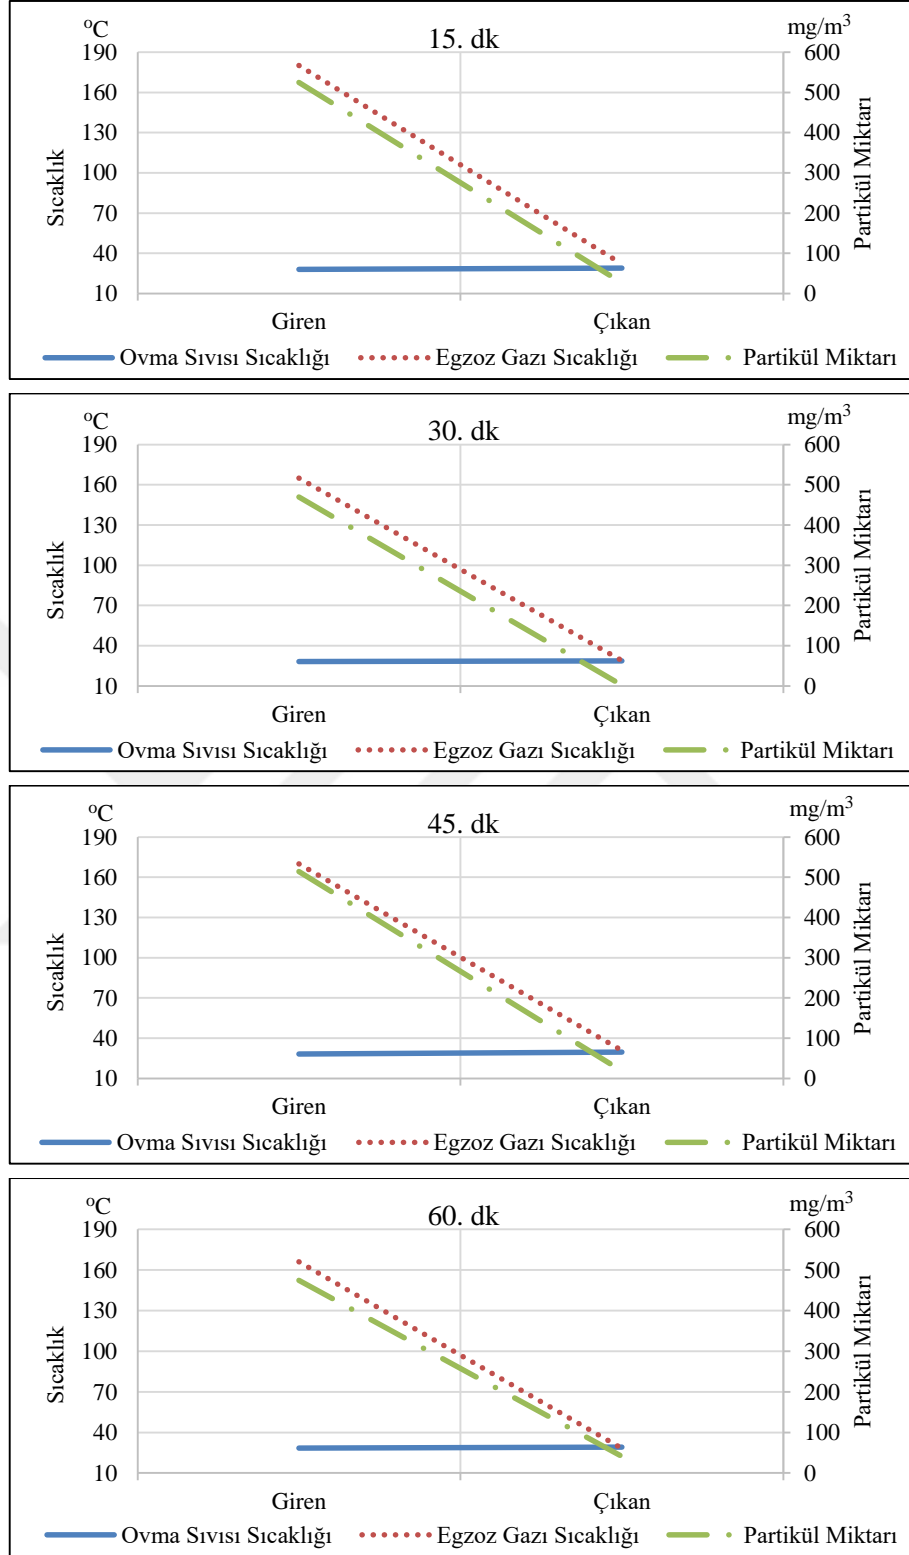 15. dk
°C mg/m³
190 600
160 500
130 400
100 300
70 200
40 100
10 0
Sıcaklık
Partikül Miktarı
Giren Çıkan
Ovma Sıvısı Sıcaklığı Egzoz Gazı Sıcaklığı Partikül Miktarı
30. dk
°C mg/m³
190 600
160 500
130 400
100 300
70 200
40 100
10 0
Sıcaklık
Partikül Miktarı
Giren Çıkan
Ovma Sıvısı Sıcaklığı Egzoz Gazı Sıcaklığı Partikül Miktarı
45. dk
°C mg/m³
190 600
160 500
130 400
100 300
70 200
40 100
10 0
Sıcaklık
Partikül Miktarı
Giren Çıkan
Ovma Sıvısı Sıcaklığı Egzoz Gazı Sıcaklığı Partikül Miktarı
60. dk
°C mg/m³
190 600
160 500
130 400
100 300
70 200
40 100
10 0
Sıcaklık
Partikül Miktarı
Giren Çıkan
Ovma Sıvısı Sıcaklığı Egzoz Gazı Sıcaklığı Partikül Miktarı